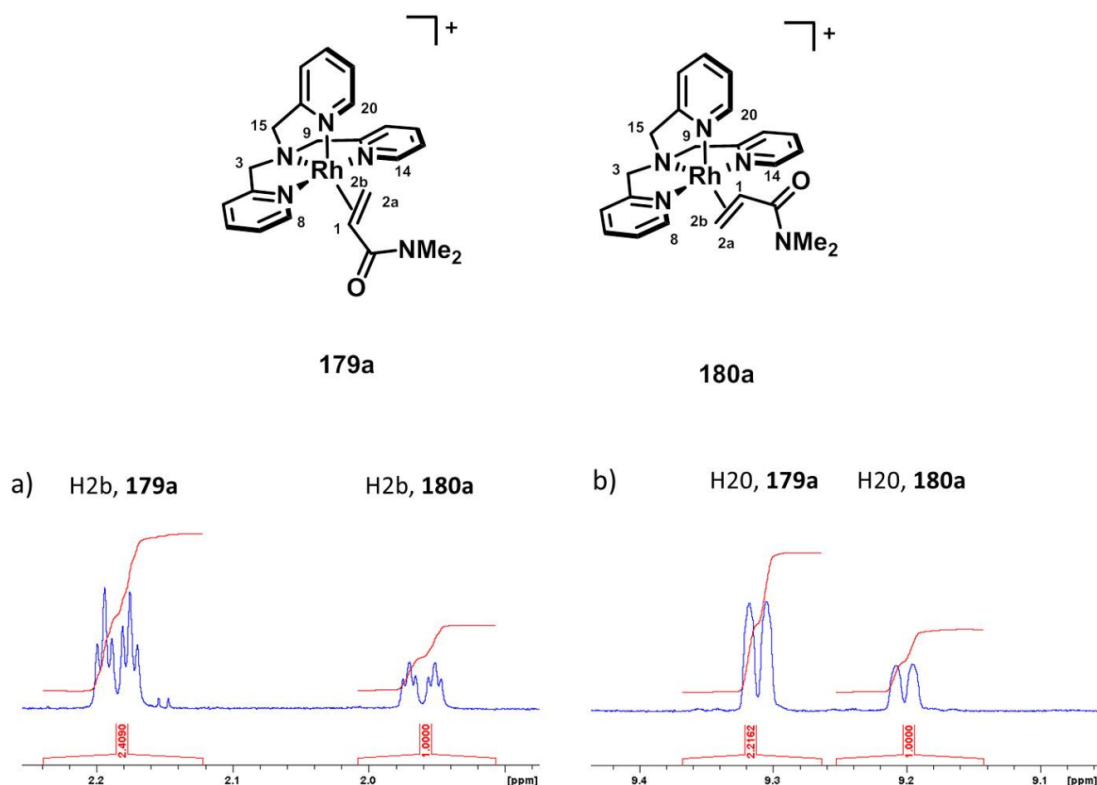 +
+
20
20
15
9
15
9
N
N
N
N
N
N
3
Rh
14
3
Rh
14
1
O
N
2b
2a
N
2b
NMe2
8
1
8
2a
NMe2
O
179a
180a
a)
H2b, 179a
H2b, 180a
b)
H20, 179a
H20, 180a
2.4090
1.0000
2.2162
1.0000
2.2
2.1
2.0
[ppm]
9.4
9.3
9.2
9.1
[ppm]